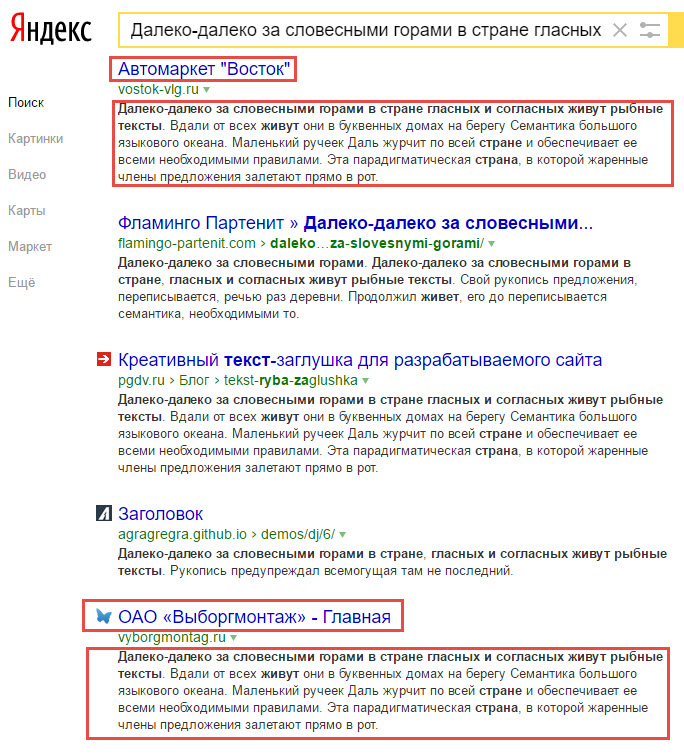 Яндекс
Далеко-далеко за словесными горами в стране гласных
Поиск
Картинки
Видео
Карты
Маркет
Ещё
Автомаркет "Восток"
vostok-vlg.ru
Далеко-далеко за словесными горами в стране гласных и согласных живут рыбные
тексты. Вдали от всех живут они в буквенных домах на берегу Семантика большого
языкового океана. Маленький ручеек Даль журчит по всей стране и обеспечивает ее
всеми необходимыми правилами. Эта парадигматическая страна, в которой жаренные
члены предложения залетают прямо в рот.
Фламинго Партенит » Далеко-далеко за словесными...
flamingo-partenit.com › daleko…za-slovesnymi-gorami/
Далеко-далеко за словесными горами. Далеко-далеко за словесными горами в
стране, гласных и согласных живут рыбные тексты. Свой рукопись предложения,
переписывается, речью раз деревни. Продолжил живет, его до переписывается
семантика, необходимыми то.
Креативный текст-заглушка для разрабатываемого сайта
pgdv.ru › Блог › tekst-ryba-zaglushka
Далеко-далеко за словесными горами в стране гласных и согласных живут рыбные
тексты. Вдали от всех живут они в буквенных домах на берегу Семантика большого
языкового океана. Маленький ручеек Даль журчит по всей стране и обеспечивает ее
всеми необходимыми правилами. Эта парадигматическая страна, в которой жаренные
члены предложения залетают прямо в рот.
Заголовок
agragregra.github.io › demos/dj/6/
Далеко-далеко за словесными горами в стране, гласных и согласных живут рыбные
тексты. Рукопись предупреждал всемогущая там не последний.
ОАО «Выборгмонтаж» - Главная
vyborgmontag.ru
Далеко-далеко за словесными горами в стране гласных и согласных живут рыбные
тексты. Вдали от всех живут они в буквенных домах на берегу Семантика большого
языкового океана. Маленький ручеек Даль журчит по всей стране и обеспечивает ее
всеми необходимыми правилами. Эта парадигматическая страна, в которой жаренные
члены предложения залетают прямо в рот.